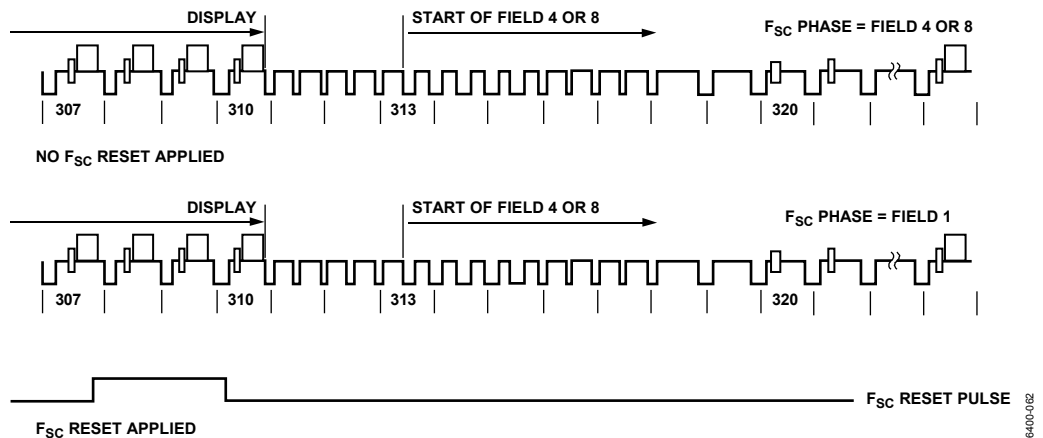 DISPLAY START OF FIELD 4 OR 8
FSC PHASE = FIELD 4 OR 8
307 310 313 320
NO FSC RESET APPLIED
DISPLAY START OF FIELD 4 OR 8
FSC PHASE = FIELD 1
307 310 313 320
FSC RESET PULSE
FSC RESET APPLIED
6400-062